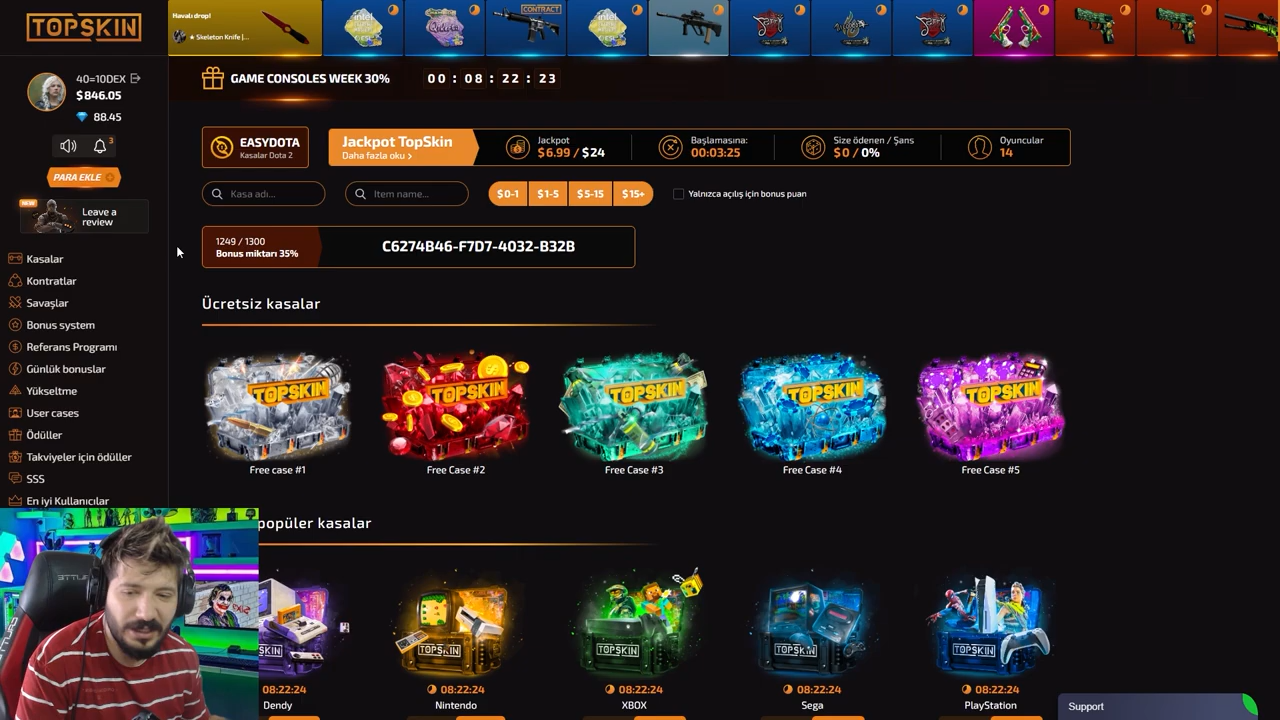 TOPSKIN
Havalı drop!
★ Skeleton Knife |...
CONTRACT
40=10DEX
$846.05
88.45
3
PARA EKLE
NEW
Leave a
review
Kasalar
Kontratlar
Savaşlar
Bonus system
Referans Programı
Günlük bonuslar
Yükseltme
User cases
Ödüller
Takviyeler için ödüller
SSS
En iyi Kullanıcılar
GAME CONSOLES WEEK 30%
00 : 08 : 22 : 23
EASYDOTA
Kasalar Dota 2
Jackpot TopSkin
Daha fazla oku >
Jackpot
$6.99 / $24
Başlamasına:
00:03:25
Size ödenen / Şans
$0 / 0%
Oyuncular
14
Kasa adı...
Item name...
$0-1
$1-5
$5-15
$15+
Yalnızca açılış için bonus puan
1249 / 1300
Bonus miktarı 35%
C6274B46-F7D7-4032-B32B
Ücretsiz kasalar
TOPSKIN
TOPSKIN
TOPSKIN
TOPSKIN
TOPSKIN
Free case #1
Free Case #2
Free Case #3
Free Case #4
Free Case #5
popüler kasalar
TOPSKIN
TOPSKIN
TOPSKIN
TOPSKIN
08:22:24
08:22:24
08:22:24
08:22:24
08:22:24
Dendy
Nintendo
XBOX
Sega
PlayStation
Support